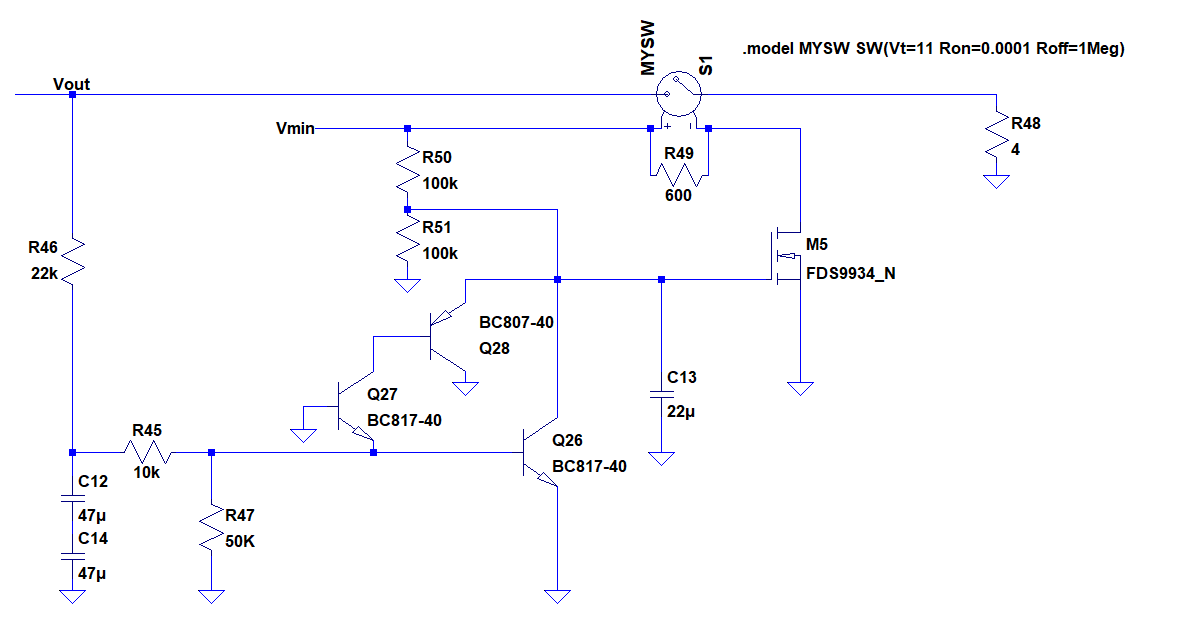 MYSW
S1
.model MYSW SW(Vt=11 Ron=0.0001 Roff=1Meg)
Vout
Vmin
+
R48
4
R49
600
R50
100k
R51
100k
R46
22k
M5
FDS9934_N
BC807-40
Q28
Q27
BC817-40
C13
22µ
R45
10k
Q26
BC817-40
C12
47µ
R47
50K
C14
47µ